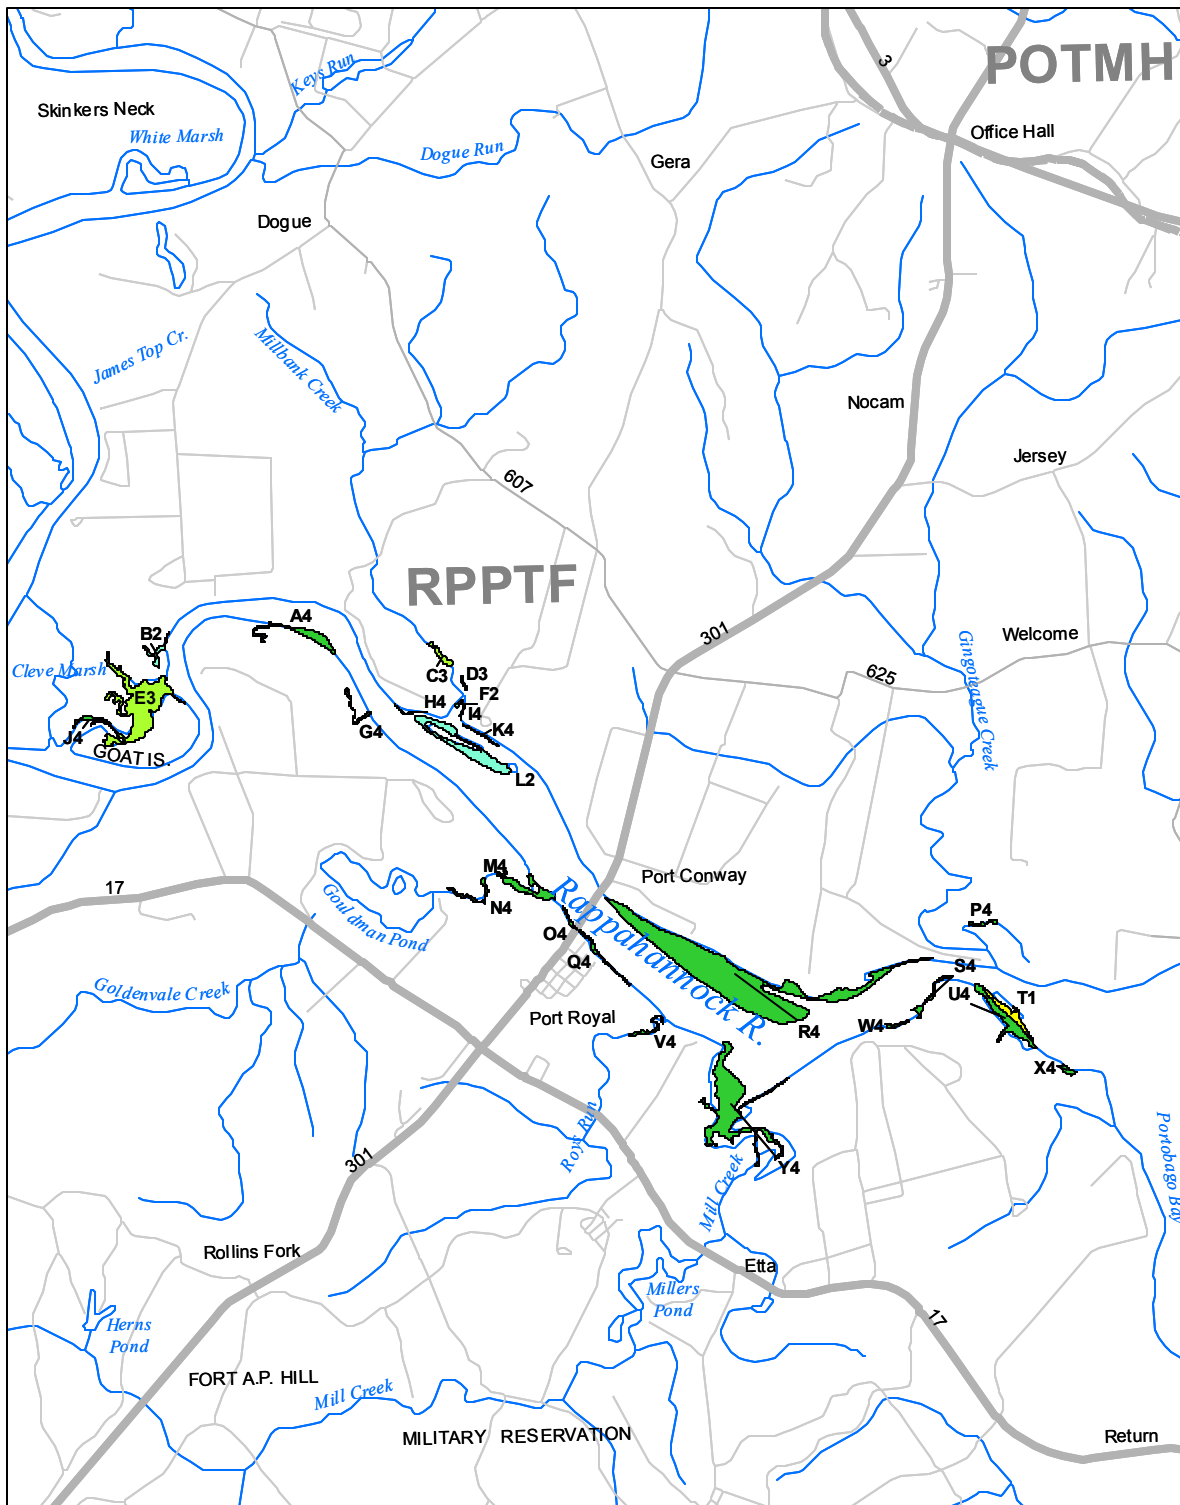 POTMH
3
Keys Run
Skinkers Neck
White Marsh
Office Hall
Dogue Run
Gera
Dogue
James Top Cr.
Millbank Creek
Nocam
Jersey
607
RPPTF
A4
B2
301
Welcome
Gingoteague Creek
Cleve Marsh
C3
D3
625
E3
F2
H4
I4
G4
K4
J4
GOAT IS.
L2
M4
Port Conway
17
Gouldman Pond
N4
Rappahannock R.
P4
O4
Q4
S4
Goldenvale Creek
U4
T1
Port Royal
R4
W4
V4
X4
Roys Run
Portobago Bay
301
Y4
Mill Creek
Rollins Fork
Etta
Millers
Pond
Herns
Pond
17
FORT A.P. HILL
Mill Creek
MILITARY RESERVATION
Return